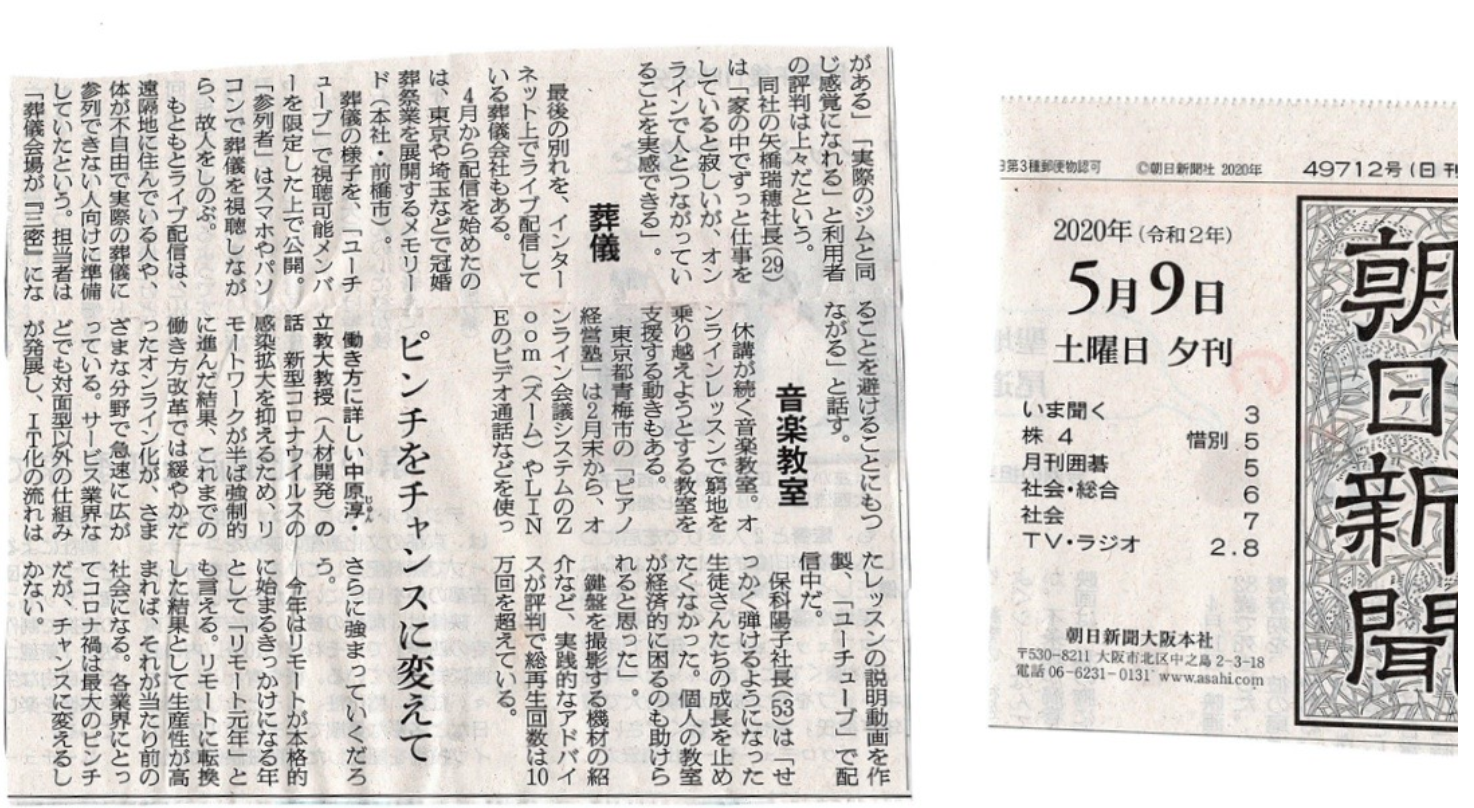 がある」「実際のジムと同
じ感覚になれる」と利用者
の評判は上々だという。
同社の矢橋瑞穂社長(29)
は「家の中でずっと仕事を
していると寂しいが、オン
ラインで人とつながってい
ることを実感できる」。
葬儀
最後の別れを、インター
ネット上でライブ配信して
いる葬儀会社もある。
4月から配信を始めたの
は、東京や埼玉などで冠婚
葬祭業を展開するメモリー
ド(本社・前橋市)。
葬儀の様子を、「ユーチ
ューブ」で視聴可能メンバ
ーを限定した上で公開。
「参列者」はスマホやパソ
コンで葬儀を視聴しなが
ら、故人をしのぶ。
もともとライブ配信は、
遠隔地に住んでいる人や、
体が不自由で実際の葬儀に
参列できない人向けに準備
していたという。担当者は
「葬儀会場が『三密』にな
ることを避けることにもつ
ながる」と話す。
音楽教室
休講が続く音楽教室。オ
ンラインレッスンで窮地を
乗り越えようとする教室を
支援する動きもある。
東京都青梅市の「ピアノ
経営塾」は2月末から、オ
ンライン会議システムのZ
oom(ズーム)やLIN
Eのビデオ通話などを使っ
たレッスンの説明動画を作
製、「ユーチューブ」で配
信中だ。
保科陽子社長(53)は「せ
っかく弾けるようになった
生徒さんたちの成長を止め
たくなかった。個人の教室
が経済的に困るのも助けら
れると思った」。
鍵盤を撮影する機材の紹
介など、実践的なアドバイ
スが評判で総再生回数は10
万回を超えている。
ピンチをチャンスに変えて
働き方に詳しい中原淳・
じゅん
立教大教授(人材開発)の
話 新型コロナウイルスの
感染拡大を抑えるため、リ
モートワークが半ば強制的
に進んだ結果、これまでの
働き方改革では緩やかだ
ったオンライン化が、さま
ざまな分野で急速に広が
っている。サービス業界な
どでも対面型以外の仕組み
が発展し、IT化の流れは
さらに強まっていくだろ
う。
今年はリモートが本格的
に始まるきっかけになる年
として「リモート元年」と
も言える。リモートに転換
した結果として生産性が高
まれば、それが当たり前の
社会になる。各業界にとっ
てコロナ禍は最大のピンチ
だが、チャンスに変えるし
かない。
第3種郵便物認可 ©朝日新聞社 2020年 49712号(日刊
朝日新聞
2020年(令和2年)
5月9日
土曜日 夕刊
いま聞く 3
株 4 惜別 5
月刊囲碁 5
社会・総合 6
社会 7
TV・ラジオ 2.8
朝日新聞大阪本社
〒530-8211 大阪市北区中之島 2-3-18
電話 06-6231-0131 www.asahi.com